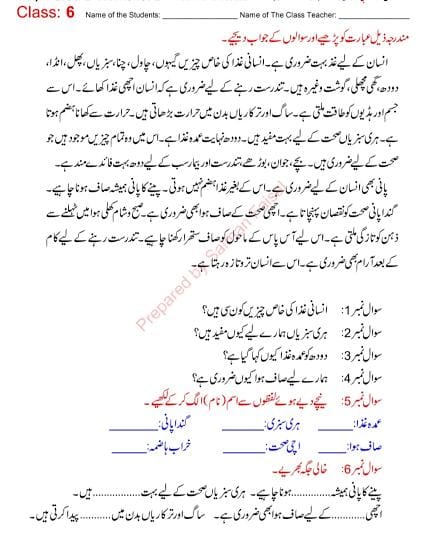 Class: 6 Name of the Students: ____________________ Name of The Class Teacher: ____________________
مندرجہ ذیل عبارت کو پڑھیے اور سوالوں کے جواب دیجیے۔
انسان کے لیے غذا بہت ضروری ہے۔ انسانی غذا کی خاص چیزیں گیہوں، چاول، چنا، سبزیاں، پھل، انڈا،
دودھ، گھی، مچھلی، گوشت وغیرہ ہیں۔ تندرست رہنے کے لیے ضروری ہے کہ انسان اچھی غذا کھائے۔ اس سے
جسم اور ہڈیوں کو طاقت ملتی ہے۔ ساگ اور ترکاریاں بدن میں حرارت بڑھاتی ہیں۔ حرارت سے کھانا ہضم ہوتا
ہے۔ ہری سبزیاں صحت کے لیے بہت مفید ہیں۔ دودھ نہایت عمدہ غذا ہے۔ اس میں وہ تمام چیزیں موجود ہیں جو
صحت کے لیے ضروری ہیں۔ بچے، جوان، بوڑھے، تندرست اور بیمار سب کے لیے دودھ بہت فائدے مند ہے۔
پانی بھی انسان کے لیے ضروری ہے۔ اس کے بغیر غذا ہضم نہیں ہوتی۔ پینے کا پانی ہمیشہ صاف ہونا چاہیے۔
گندا پانی صحت کو نقصان پہنچاتا ہے۔ اچھی صحت کے لیے صاف ہوا بھی ضروری ہے۔ صبح و شام کھلی ہوا میں ٹہلنے سے
ذہن کو تازگی ملتی ہے۔ اس لیے آس پاس کے ماحول کو صاف ستھرا رکھنا چاہیے۔ تندرست رہنے کے لیے کام
کے بعد آرام بھی ضروری ہے۔ اس سے انسان تر و تازہ رہتا ہے۔
Prepared by
سوال نمبر 1: انسانی غذا کی خاص چیزیں کون سی ہیں؟
سوال نمبر 2: ہری سبزیاں ہمارے لیے کیوں مفید ہیں؟
سوال نمبر 3: دودھ کو عمدہ غذا کیوں کہا گیا ہے؟
سوال نمبر 4: ہمارے لیے صاف ہوا کیوں ضروری ہے؟
سوال نمبر 5: نیچے دیے ہوئے لفظوں سے اسم (نام) الگ کر کے لکھیے۔
عمدہ غذا: ________ ہری سبزی: ________ گندا پانی: ________
صاف ہوا: ________ اچھی صحت: ________ خراب ہاضمہ: ________
سوال نمبر 6: خالی جگہ بھریے۔
پینے کا پانی ہمیشہ............ہونا چاہیے۔ ہری سبزیاں صحت کے لیے بہت..............ہیں۔
اچھی............کے لیے صاف ہوا بھی ضروری ہے۔ ساگ اور ترکاریاں بدن میں............ پیدا کرتی ہیں۔